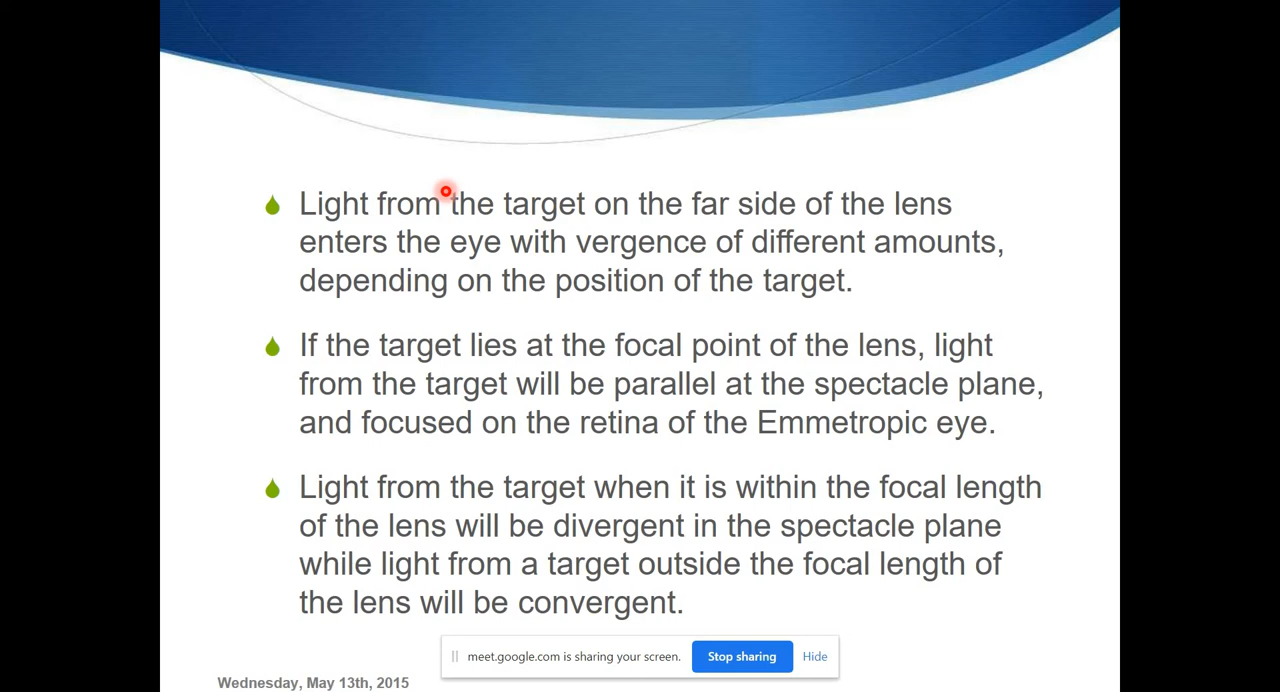 Light from the target on the far side of the lens
enters the eye with vergence of different amounts,
depending on the position of the target.
If the target lies at the focal point of the lens, light
from the target will be parallel at the spectacle plane,
and focused on the retina of the Emmetropic eye.
Light from the target when it is within the focal length
of the lens will be divergent in the spectacle plane
while light from a target outside the focal length of
the lens will be convergent.
meet.google.com is sharing your screen. Stop sharing Hide
Wednesday, May 13th, 2015